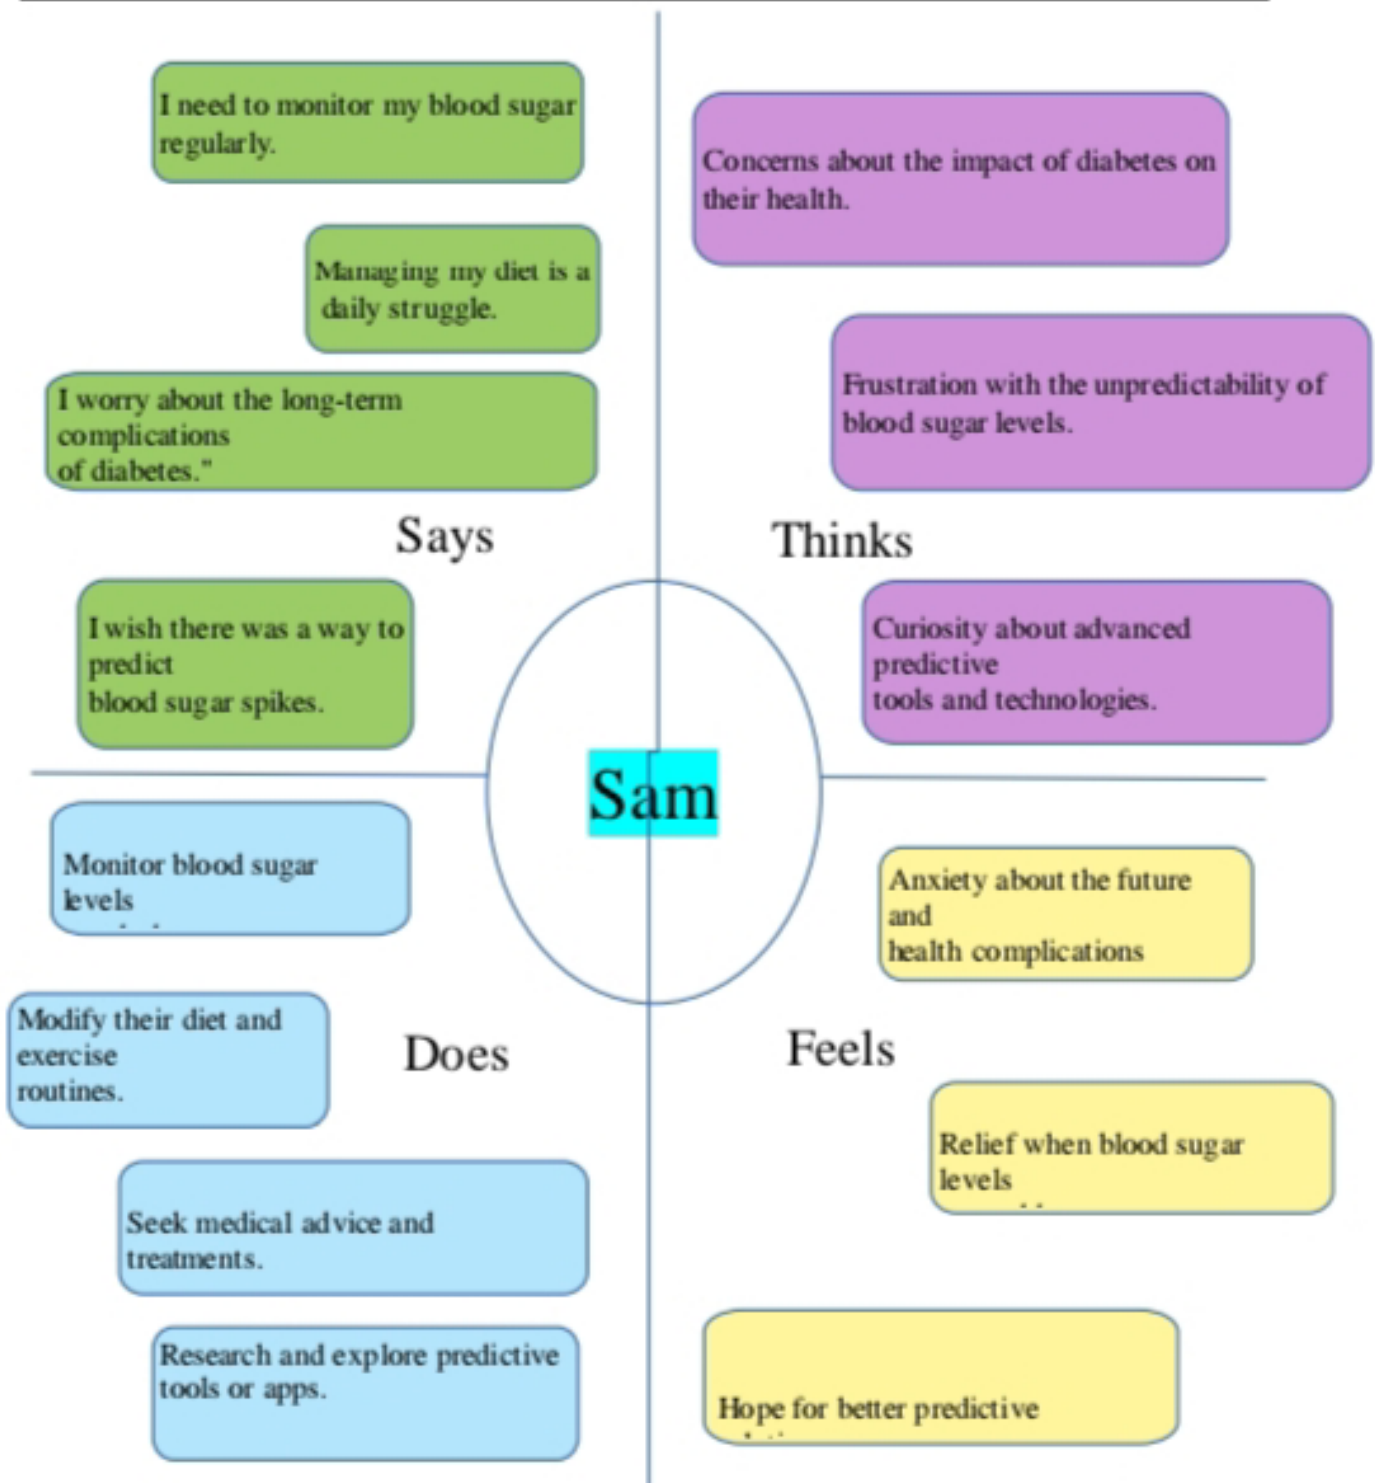 I need to monitor my blood sugar
regularly.
Managing my diet is a
daily struggle.
I worry about the long-term
complications
of diabetes."
Says
I wish there was a way to
predict
blood sugar spikes.
Concerns about the impact of diabetes on
their health.
Frustration with the unpredictability of
blood sugar levels.
Thinks
Curiosity about advanced
predictive
tools and technologies.
Sam
Monitor blood sugar
levels
Modify their diet and
exercise
routines.
Does
Seek medical advice and
treatments.
Research and explore predictive
tools or apps.
Anxiety about the future
and
health complications
Feels
Relief when blood sugar
levels
Hope for better predictive